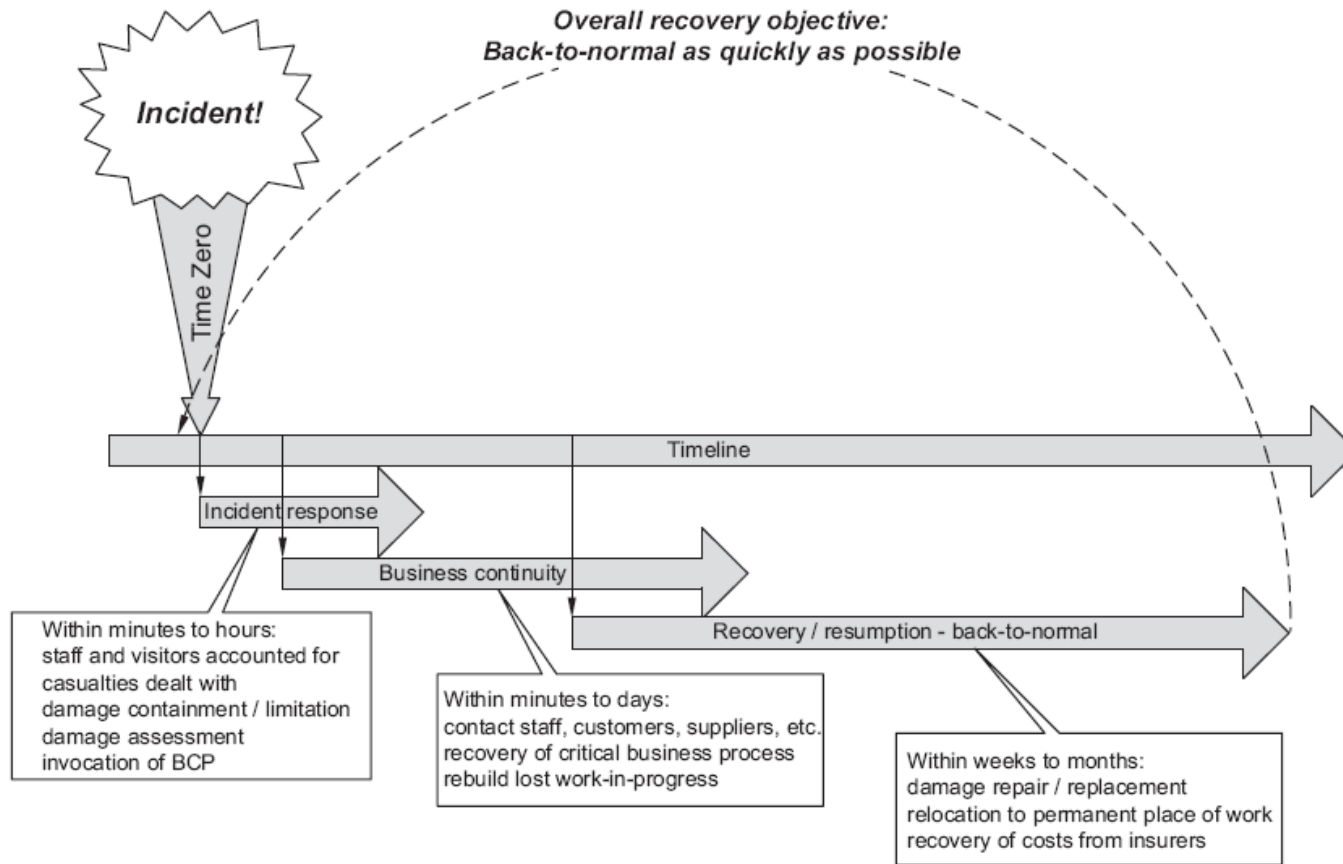 Overall recovery objective:
Back-to-normal as quickly as possible
Incident!
Time Zero
Timeline
Incident response
Business continuity
Recovery / resumption - back-to-normal
Within minutes to hours:
staff and visitors accounted for
casualties dealt with
damage containment / limitation
damage assessment
invocation of BCP
Within minutes to days:
contact staff, customers, suppliers, etc.
recovery of critical business process
rebuild lost work-in-progress
Within weeks to months:
damage repair / replacement
relocation to permanent place of work
recovery of costs from insurers